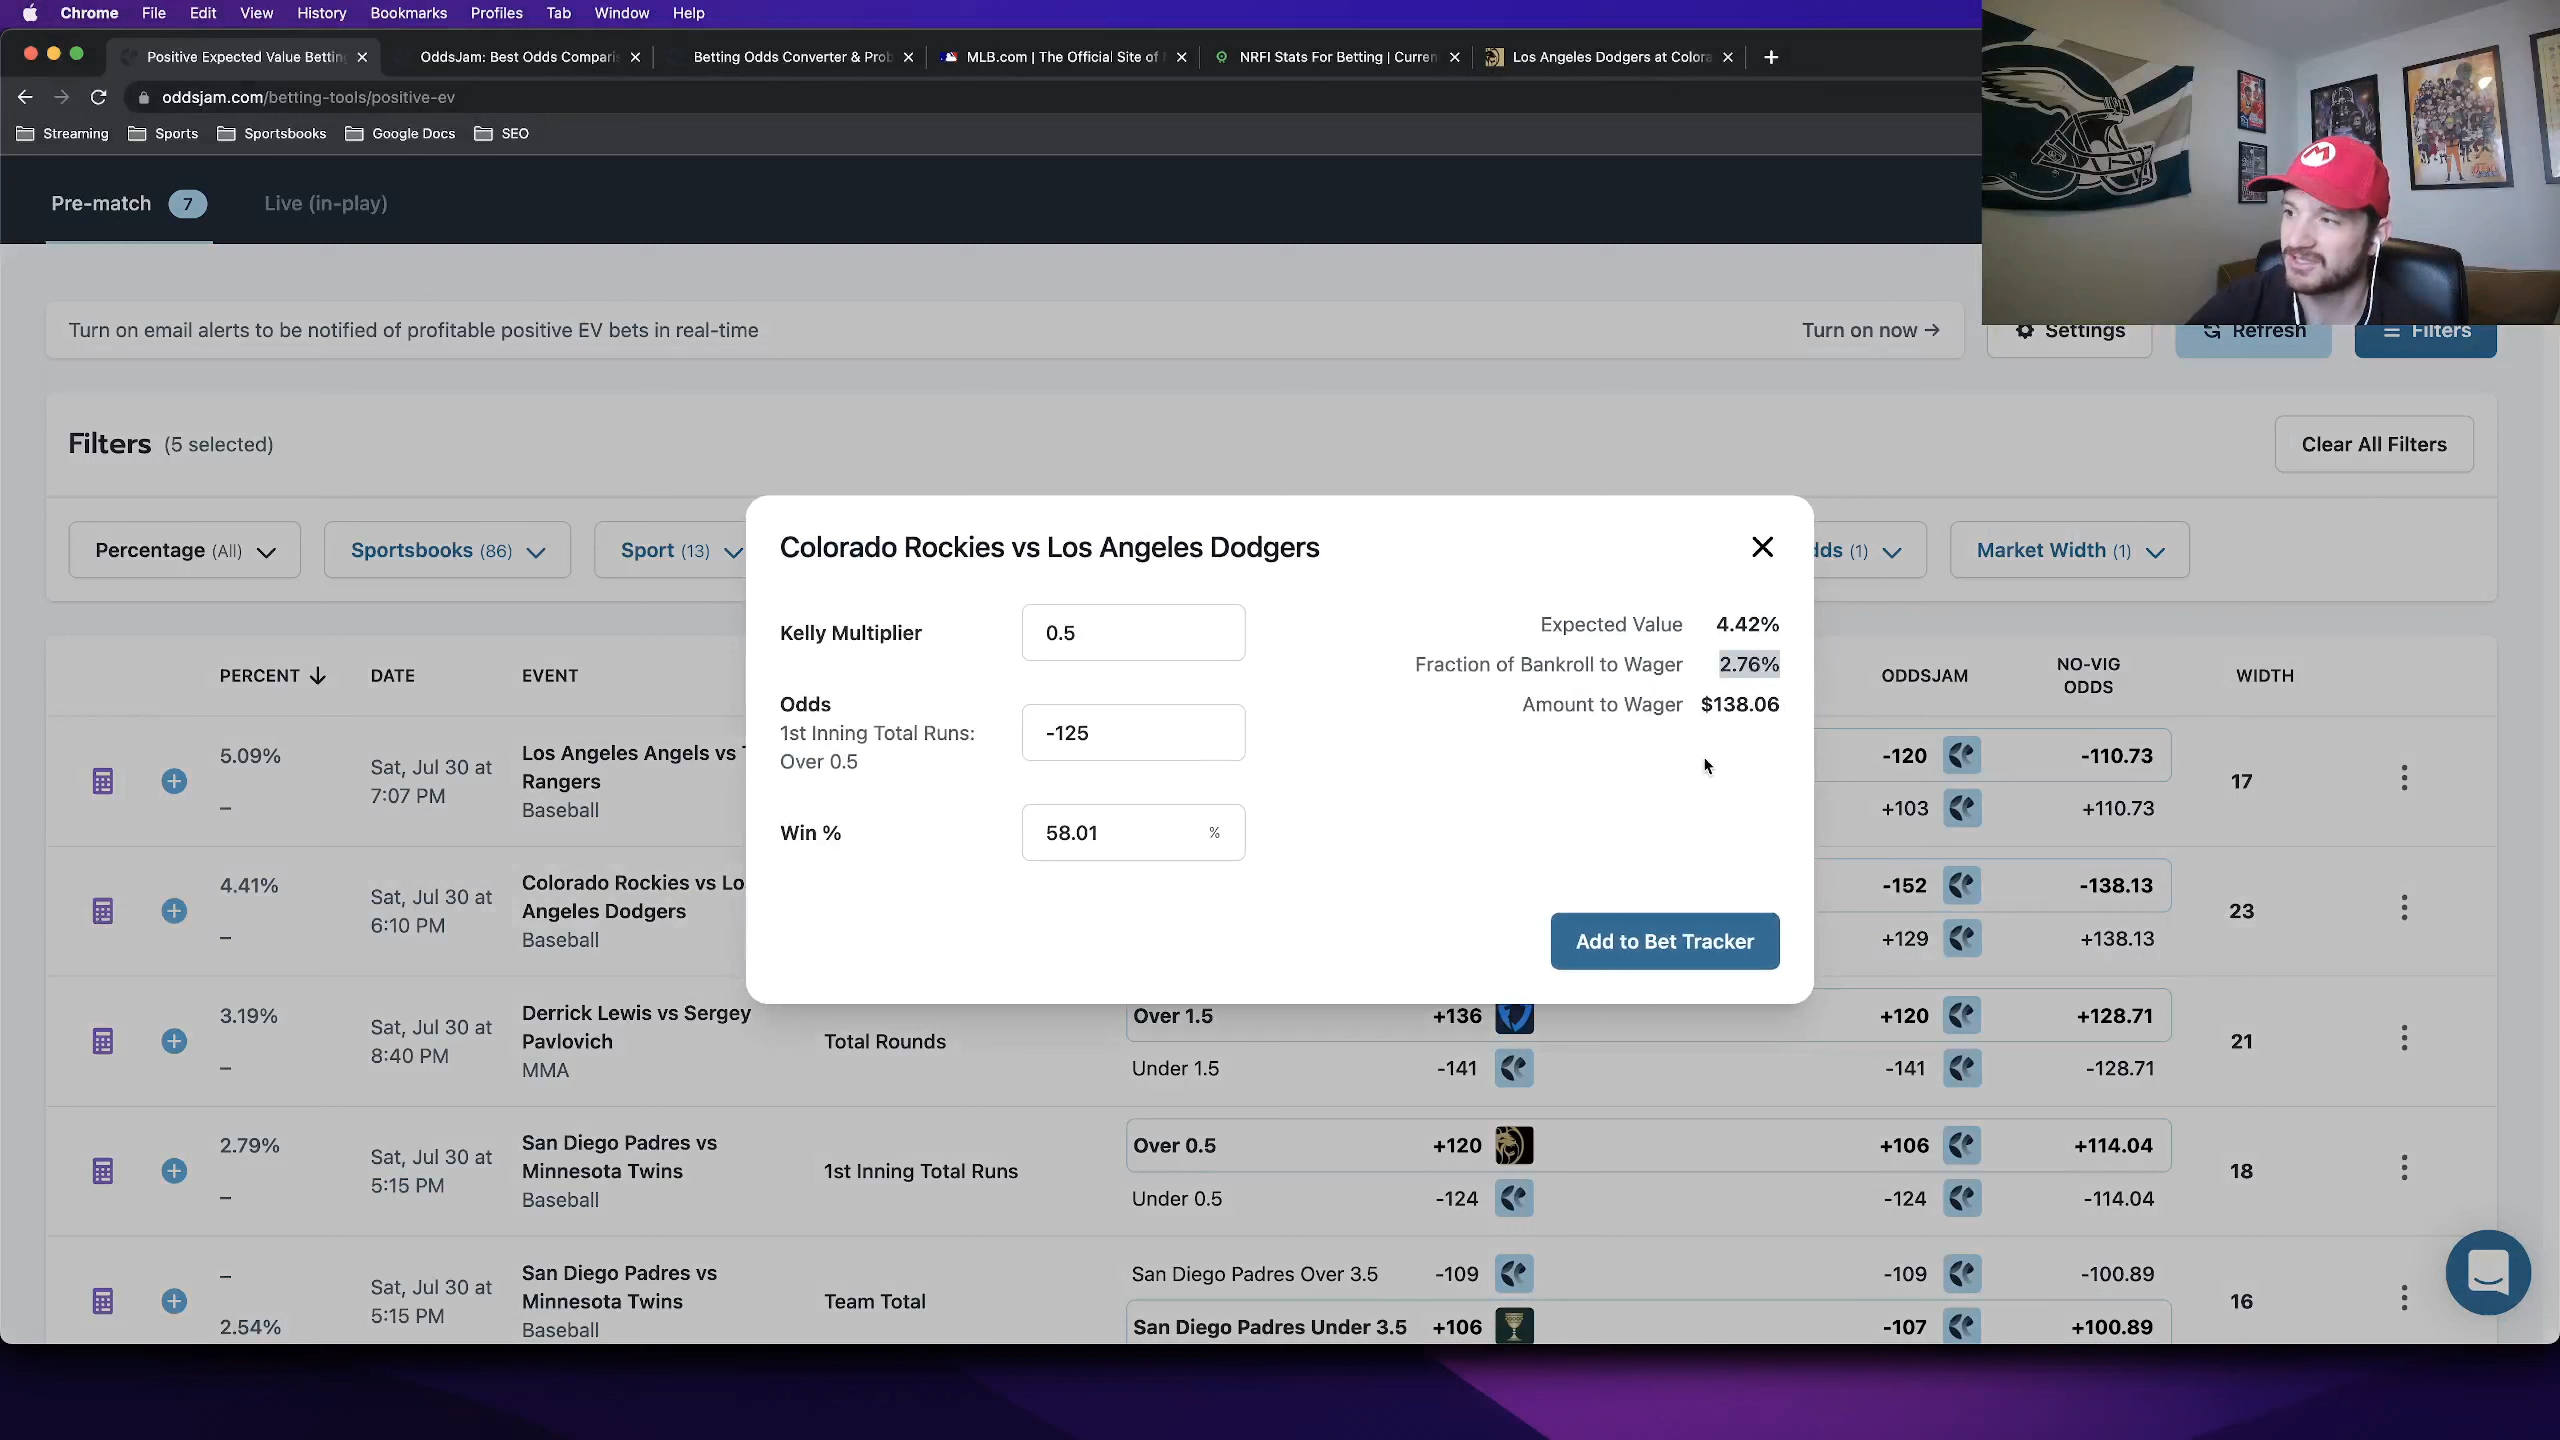 Chrome File Edit View History Bookmarks Profiles Tab Window Help
Positive Expected Value Bettin
OddsJam: Best Odds Comparis
Betting Odds Converter & Prob
MLB.com | The Official Site of
NRFI Stats For Betting | Curren
Los Angeles Dodgers at Colora
oddsjam.com/betting-tools/positive-ev
Streaming Sports Sportsbooks Google Docs SEO
Pre-match 7 Live (in-play)
Turn on email alerts to be notified of profitable positive EV bets in real-time Turn on now → Settings Refresh Filters
Filters (5 selected) Clear All Filters
Percentage (All) Sportsbooks (86) Sport (13) dds (1) Market Width (1)
Colorado Rockies vs Los Angeles Dodgers
Kelly Multiplier 0.5
Odds
1st Inning Total Runs:
Over 0.5
-125
Win % 58.01 %
Expected Value 4.42%
Fraction of Bankroll to Wager 2.76%
Amount to Wager $138.06
Add to Bet Tracker
PERCENT ↓ DATE EVENT ODDSJAM NO-VIG ODDS WIDTH
5.09%
–
Sat, Jul 30 at
7:07 PM
Los Angeles Angels vs
Rangers
Baseball
-120 -110.73
+103 +110.73
17
4.41%
–
Sat, Jul 30 at
6:10 PM
Colorado Rockies vs Lo
Angeles Dodgers
Baseball
-152 -138.13
+129 +138.13
23
3.19%
–
Sat, Jul 30 at
8:40 PM
Derrick Lewis vs Sergey
Pavlovich
MMA
Total Rounds
Over 1.5 +136 +120 +128.71
Under 1.5 -141 -141 -128.71
21
2.79%
–
Sat, Jul 30 at
5:15 PM
San Diego Padres vs
Minnesota Twins
Baseball
1st Inning Total Runs
Over 0.5 +120 +106 +114.04
Under 0.5 -124 -124 -114.04
18
–
2.54%
Sat, Jul 30 at
5:15 PM
San Diego Padres vs
Minnesota Twins
Baseball
Team Total
San Diego Padres Over 3.5 -109 -109 -100.89
San Diego Padres Under 3.5 +106 -107 +100.89
16